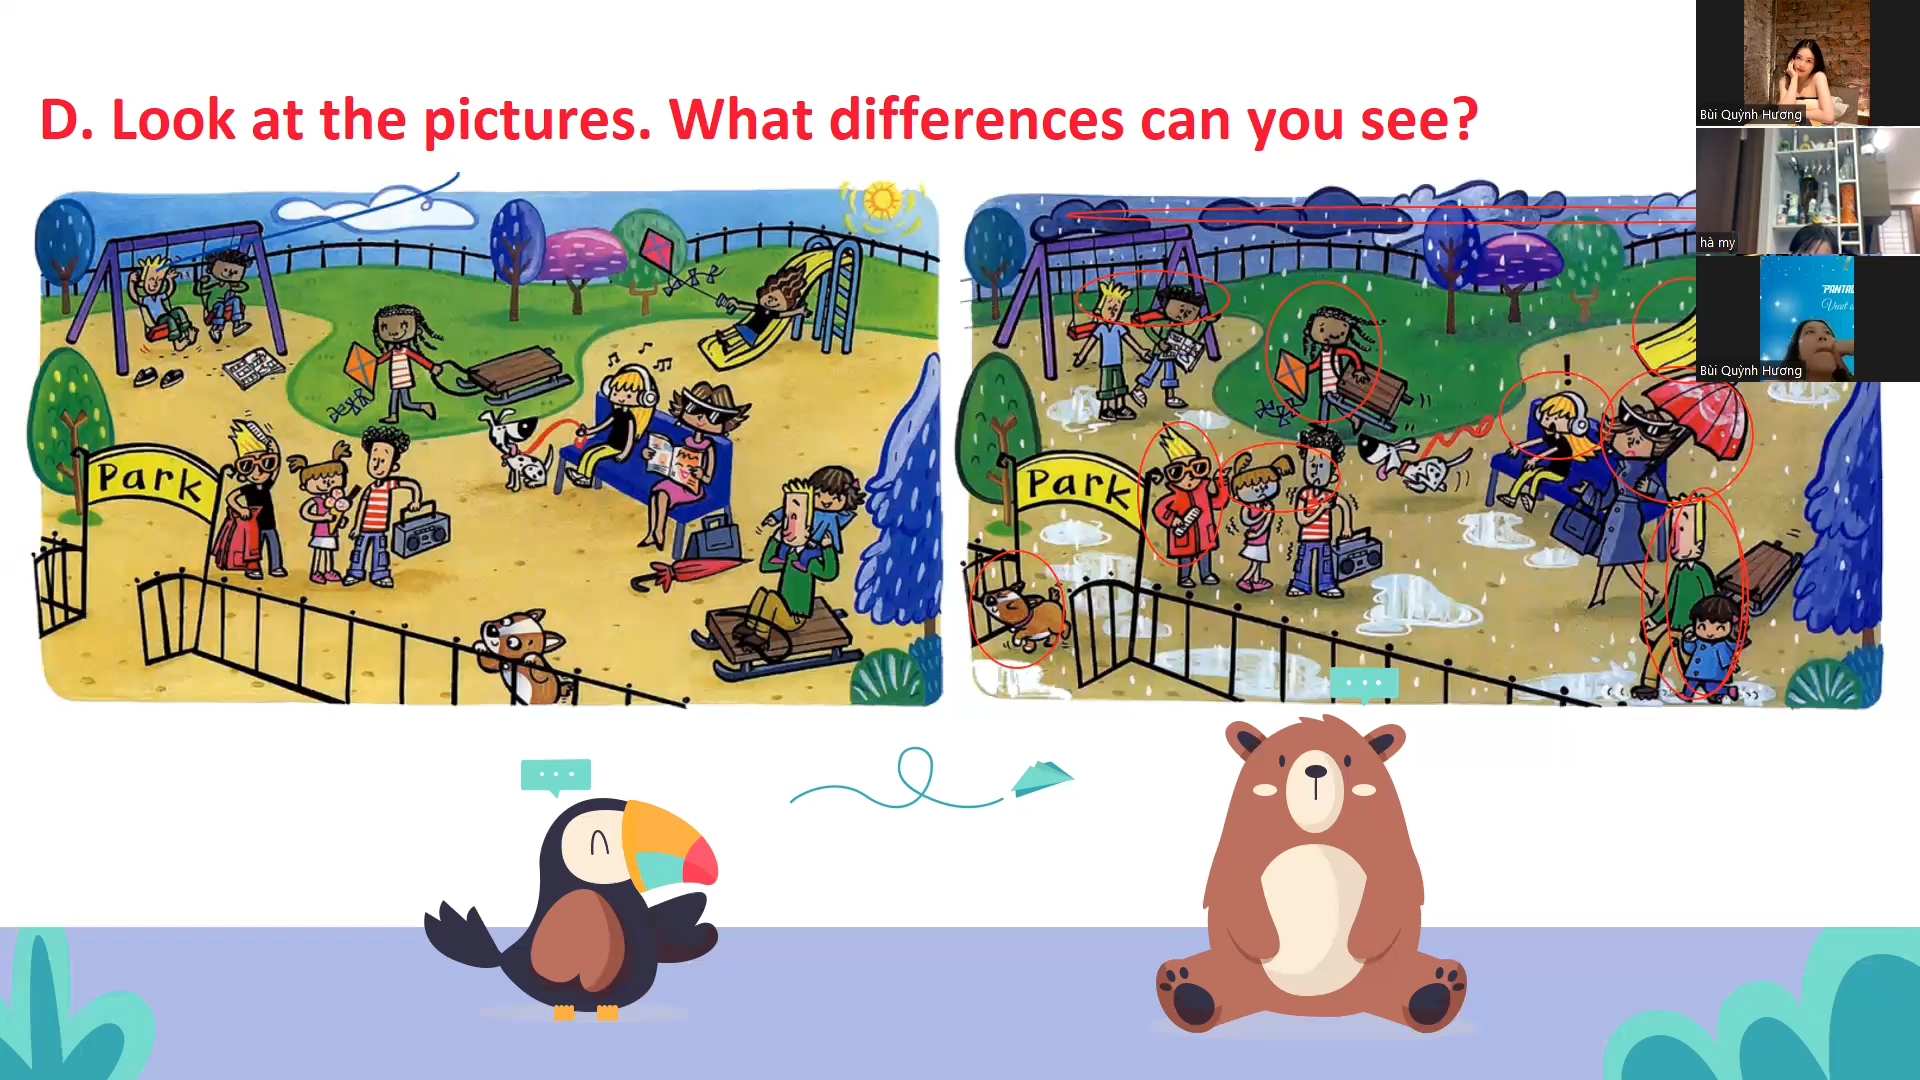 D. Look at the pictures. What differences can you see?
Park
Park
Bùi Quỳnh Hương
hà my
Bùi Quỳnh Hương